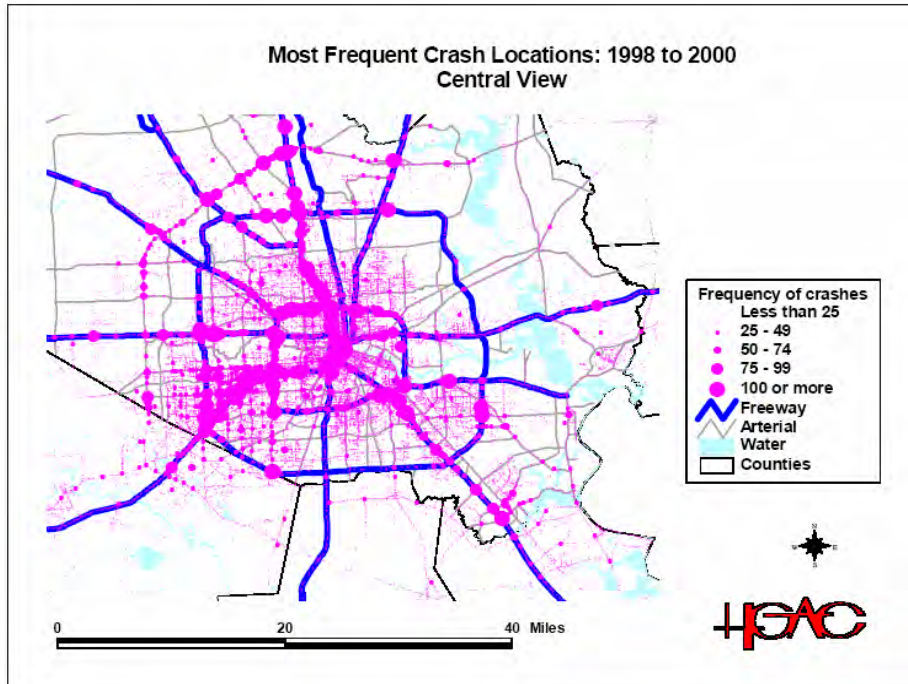 Most Frequent Crash Locations: 1998 to 2000
Central View
Frequency of crashes
Less than 25
25 - 49
50 - 74
75 - 99
100 or more
Freeway
Arterial
Water
Counties
0 20 40 Miles
HGAC